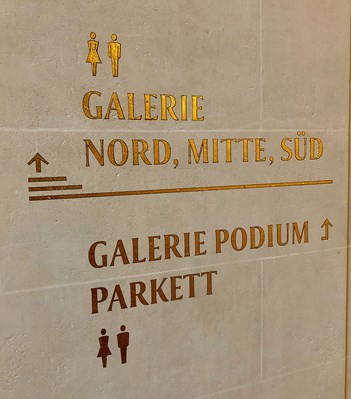 GALERIE
NORD, MITTE, SÜD
GALERIE PODIUM
PARKETT